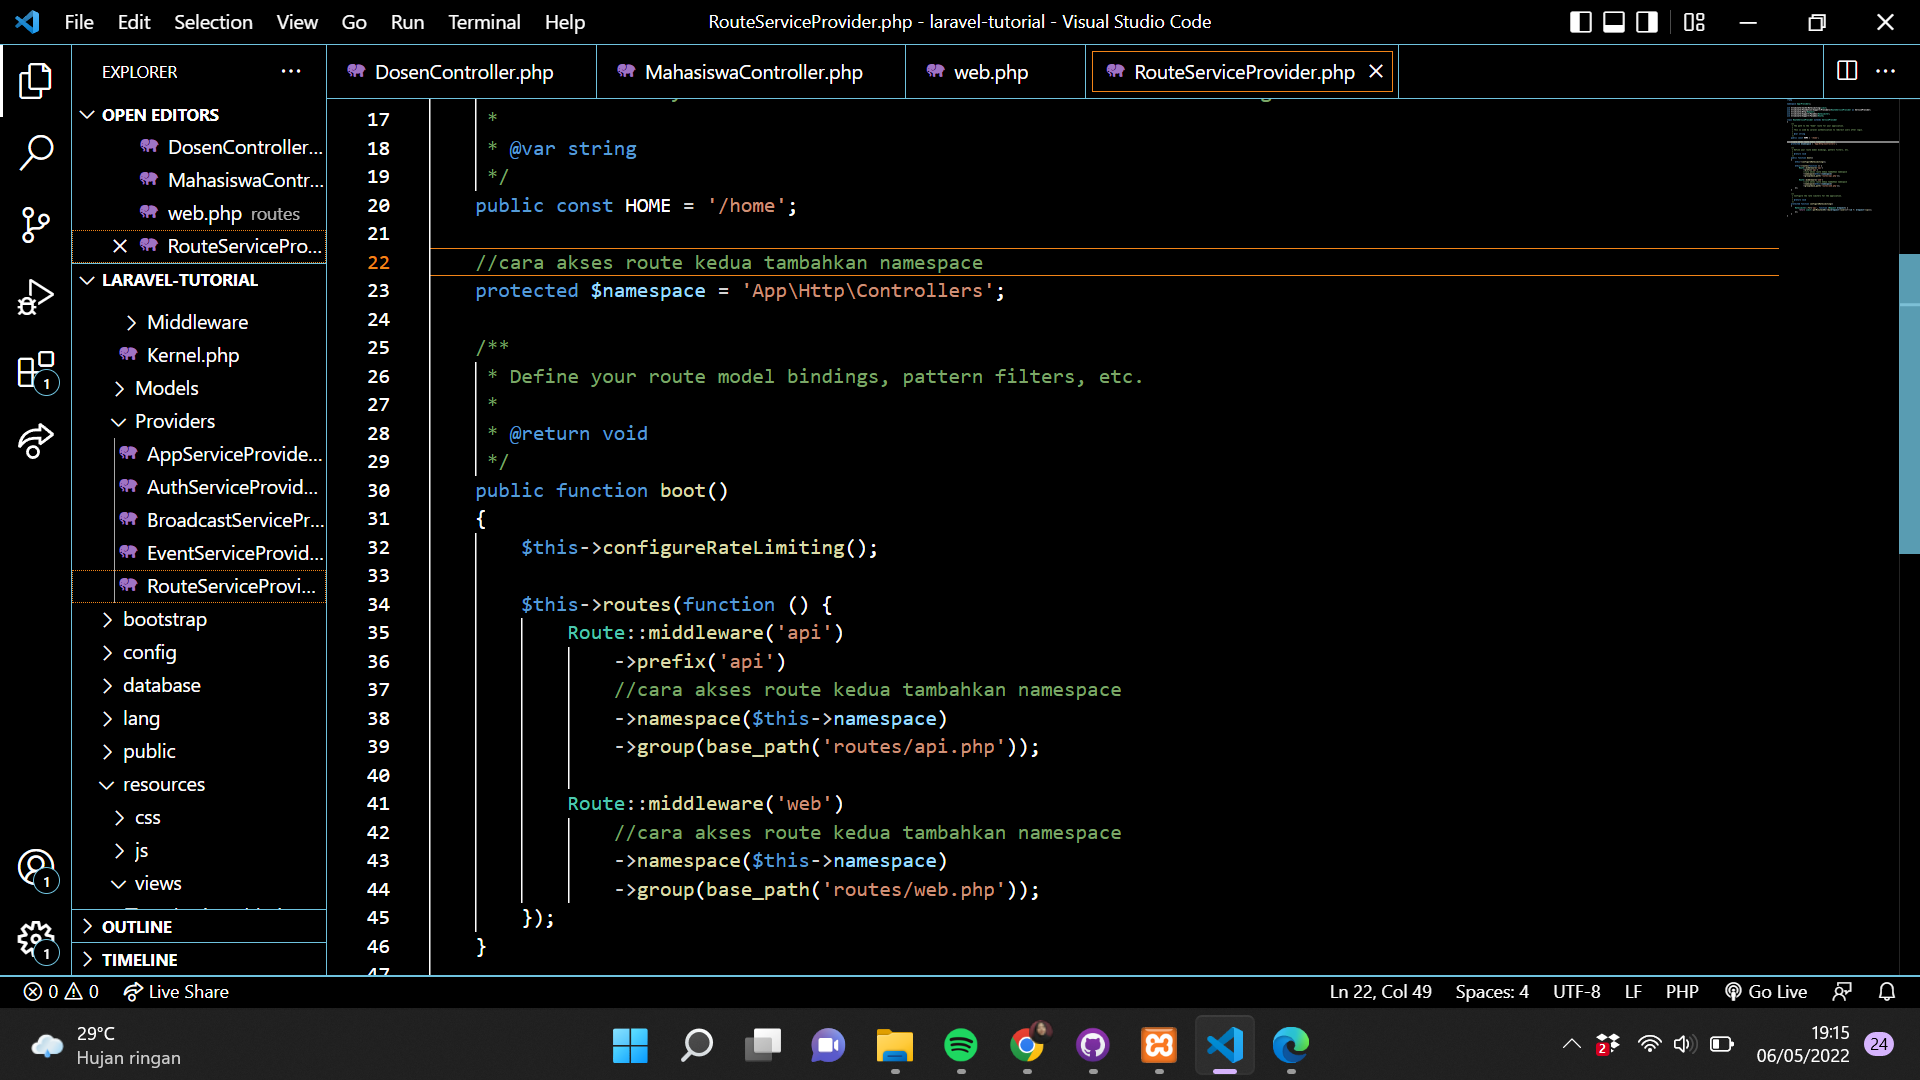 File Edit Selection View Go Run Terminal Help
RouteServiceProvider.php - laravel-tutorial - Visual Studio Code
EXPLORER
OPEN EDITORS
DosenController...
MahasiswaContr...
web.php routes
RouteServicePro...
LARAVEL-TUTORIAL
Middleware
Kernel.php
Models
Providers
AppServiceProvide...
AuthServiceProvid...
BroadcastServicePr...
EventServiceProvid...
RouteServiceProvi...
bootstrap
config
database
lang
public
resources
css
js
views
OUTLINE
TIMELINE
1
1
1
DosenController.php MahasiswaController.php web.php RouteServiceProvider.php
17 *
18 * @var string
19 */
20 public const HOME = '/home';
21
22 //cara akses route kedua tambahkan namespace
23 protected $namespace = 'App\Http\Controllers';
24
25 /**
26 * Define your route model bindings, pattern filters, etc.
27 *
28 * @return void
29 */
30 public function boot()
31 {
32 $this->configureRateLimiting();
33
34 $this->routes(function () {
35 Route::middleware('api')
36 ->prefix('api')
37 //cara akses route kedua tambahkan namespace
38 ->namespace($this->namespace)
39 ->group(base_path('routes/api.php'));
40
41 Route::middleware('web')
42 //cara akses route kedua tambahkan namespace
43 ->namespace($this->namespace)
44 ->group(base_path('routes/web.php'));
45 });
46 }
47
0 0 Live Share
Ln 22, Col 49 Spaces: 4 UTF-8 LF PHP Go Live
29°C
Hujan ringan
2
19:15
06/05/2022
24